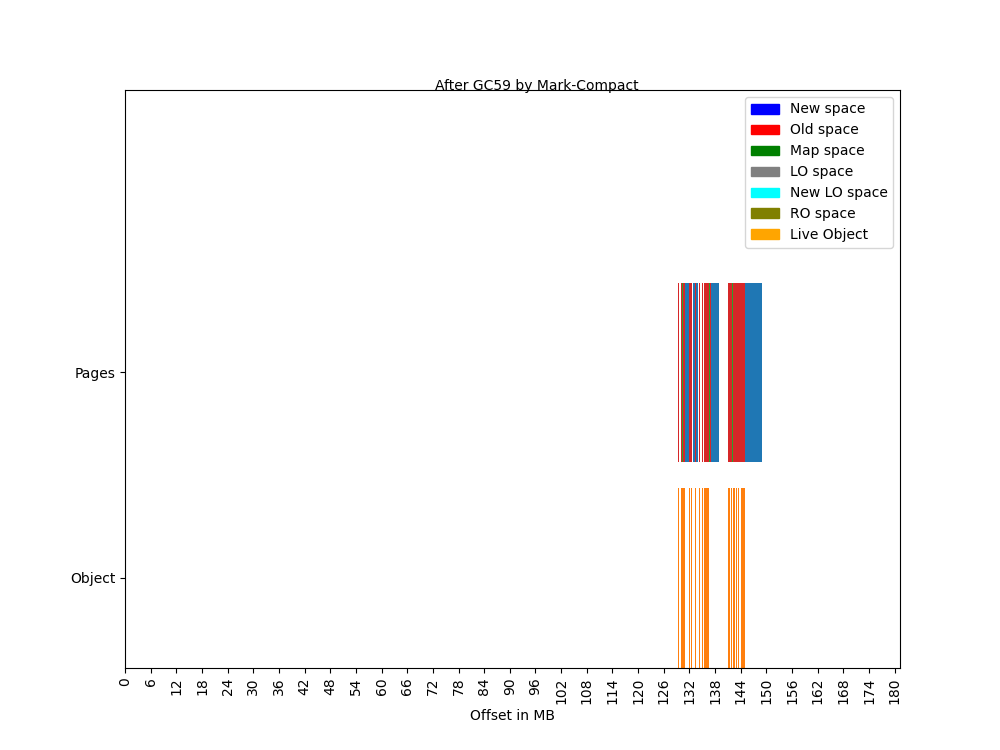 After GC59 by Mark-Compact
New space
Old space
Map space
LO space
New LO space
RO space
Live Object
Pages
Object
0 6 12 18 24 30 36 42 48 54 60 66 72 78 84 90 96 102 108 114 120 126 132 138 144 150 156 162 168 174 180
Offset in MB